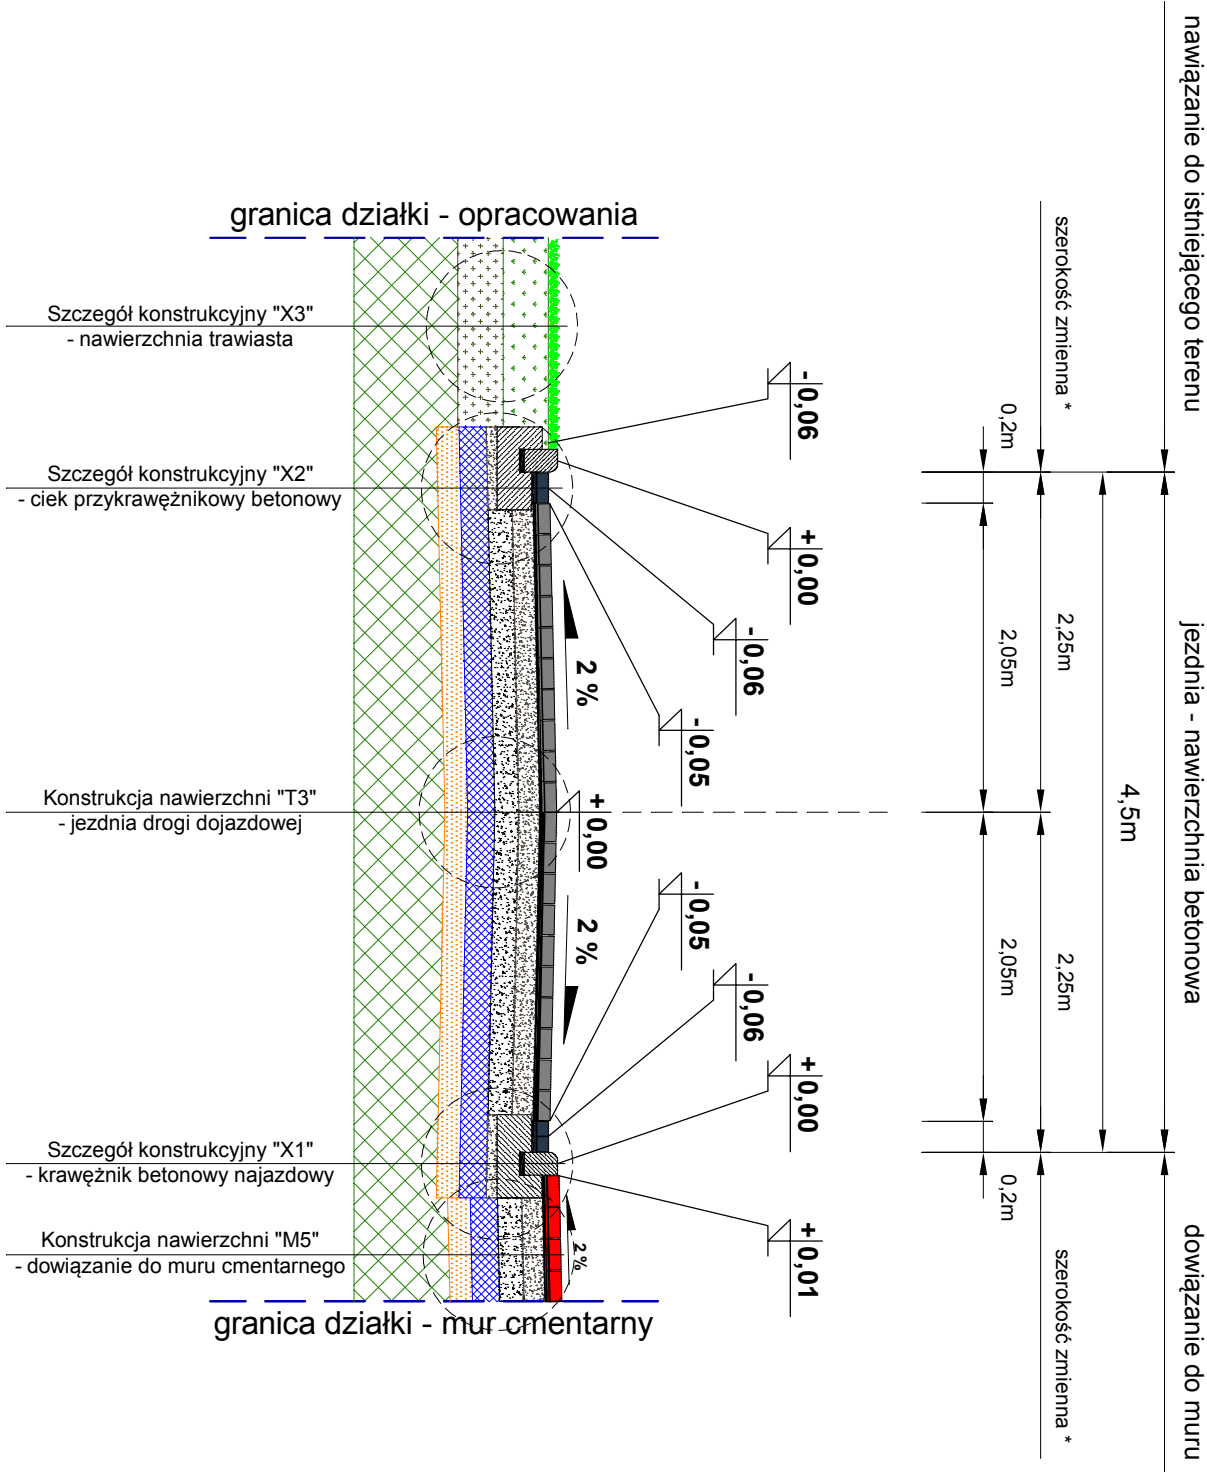 nawiązanie do istniejącego terenu
jezdnia - nawierzchnia betonowa
dowiązanie do muru
4,5m
szerokość zmienna *
2,25m
2,25m
szerokość zmienna *
0,2m
2,05m
2,05m
0,2m
-0,06
+0,00
-0,06
-0,05
+0,00
-0,05
-0,06
+0,00
+0,01
2 %
2 %
2 %
granica działki - opracowania
Szczegół konstrukcyjny "X3"
- nawierzchnia trawiasta
Szczegół konstrukcyjny "X2"
- ciek przykrawężnikowy betonowy
Konstrukcja nawierzchni "T3"
- jezdnia drogi dojazdowej
Szczegół konstrukcyjny "X1"
- krawężnik betonowy najazdowy
Konstrukcja nawierzchni "M5"
- dowiązanie do muru cmentarnego
granica działki - mur cmentarny